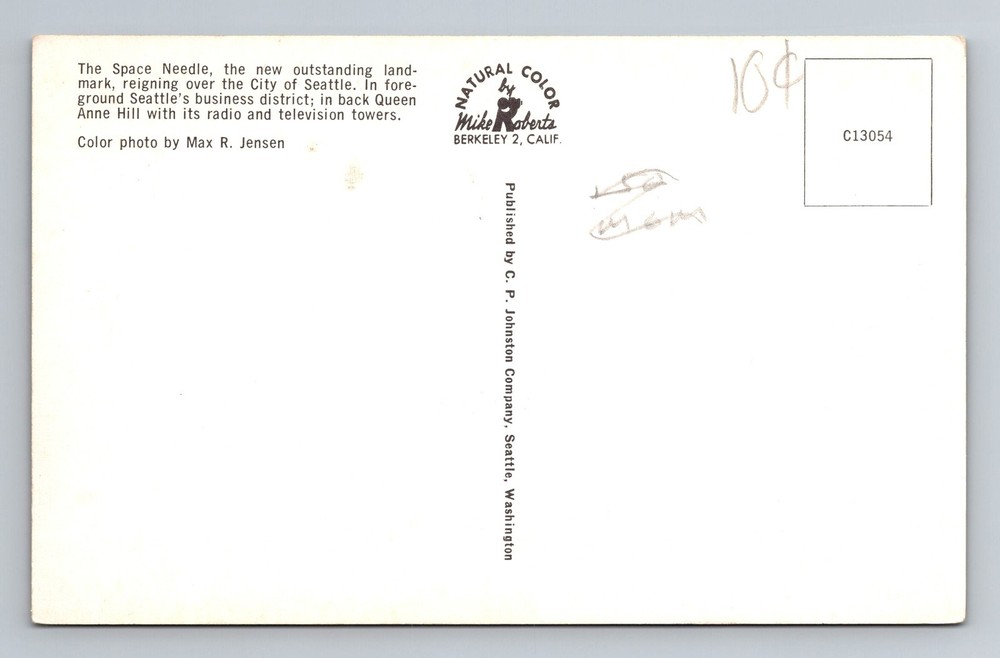 The Space Needle, the new outstanding land-
mark, reigning over the City of Seattle. In fore-
ground Seattle's business district; in back Queen
Anne Hill with its radio and television towers.
Color photo by Max R. Jensen
NATURAL COLOR
by
Mike Roberts
BERKELEY 2, CALIF.
Published by C. P. Johnston Company, Seattle, Washington
10¢
C13054